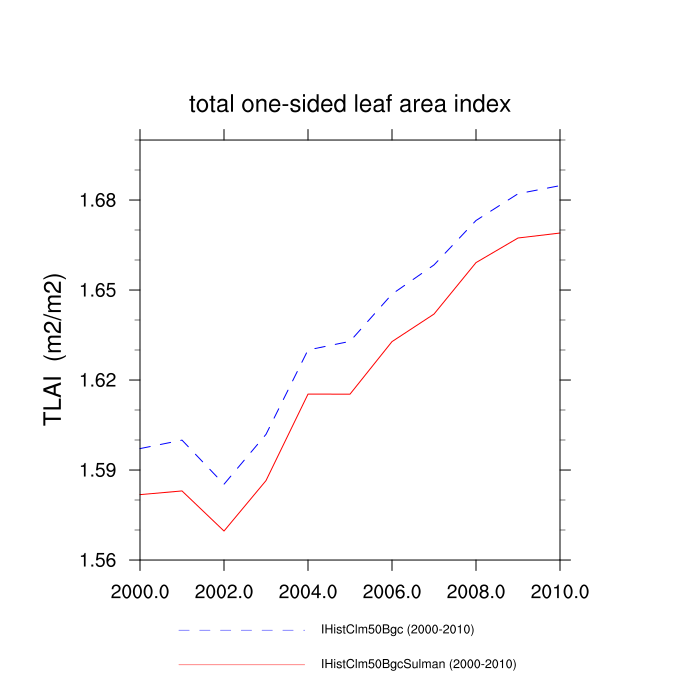 total one-sided leaf area index
TLAI (m2/m2)
1.68
1.65
1.62
1.59
1.56
2000.0 2002.0 2004.0 2006.0 2008.0 2010.0
IHistClm50Bgc (2000-2010)
IHistClm50BgcSulman (2000-2010)